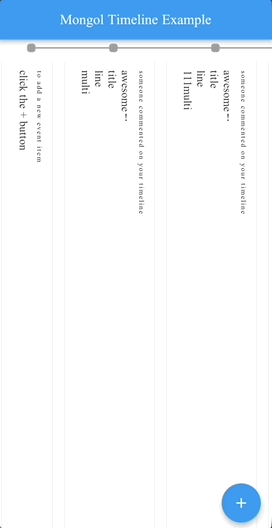 Mongol Timeline Example
click the + button
to add a new event item
multi
line
title
awesome~
someone commented on your timeline
111multi
line
title
awesome~
someone commented on your timeline
+